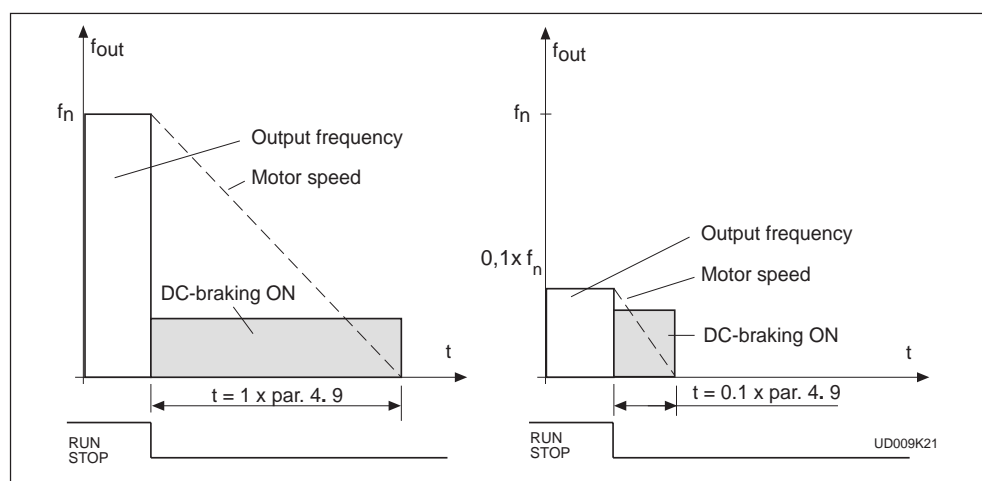 fout
fn
Output frequency
Motor speed
DC-braking ON
t
t = 1 x par. 4. 9
RUN
STOP
fout
fn
Output frequency
0,1x fn
Motor speed
DC-braking ON
t
t = 0.1 x par. 4. 9
RUN
STOP
UD009K21